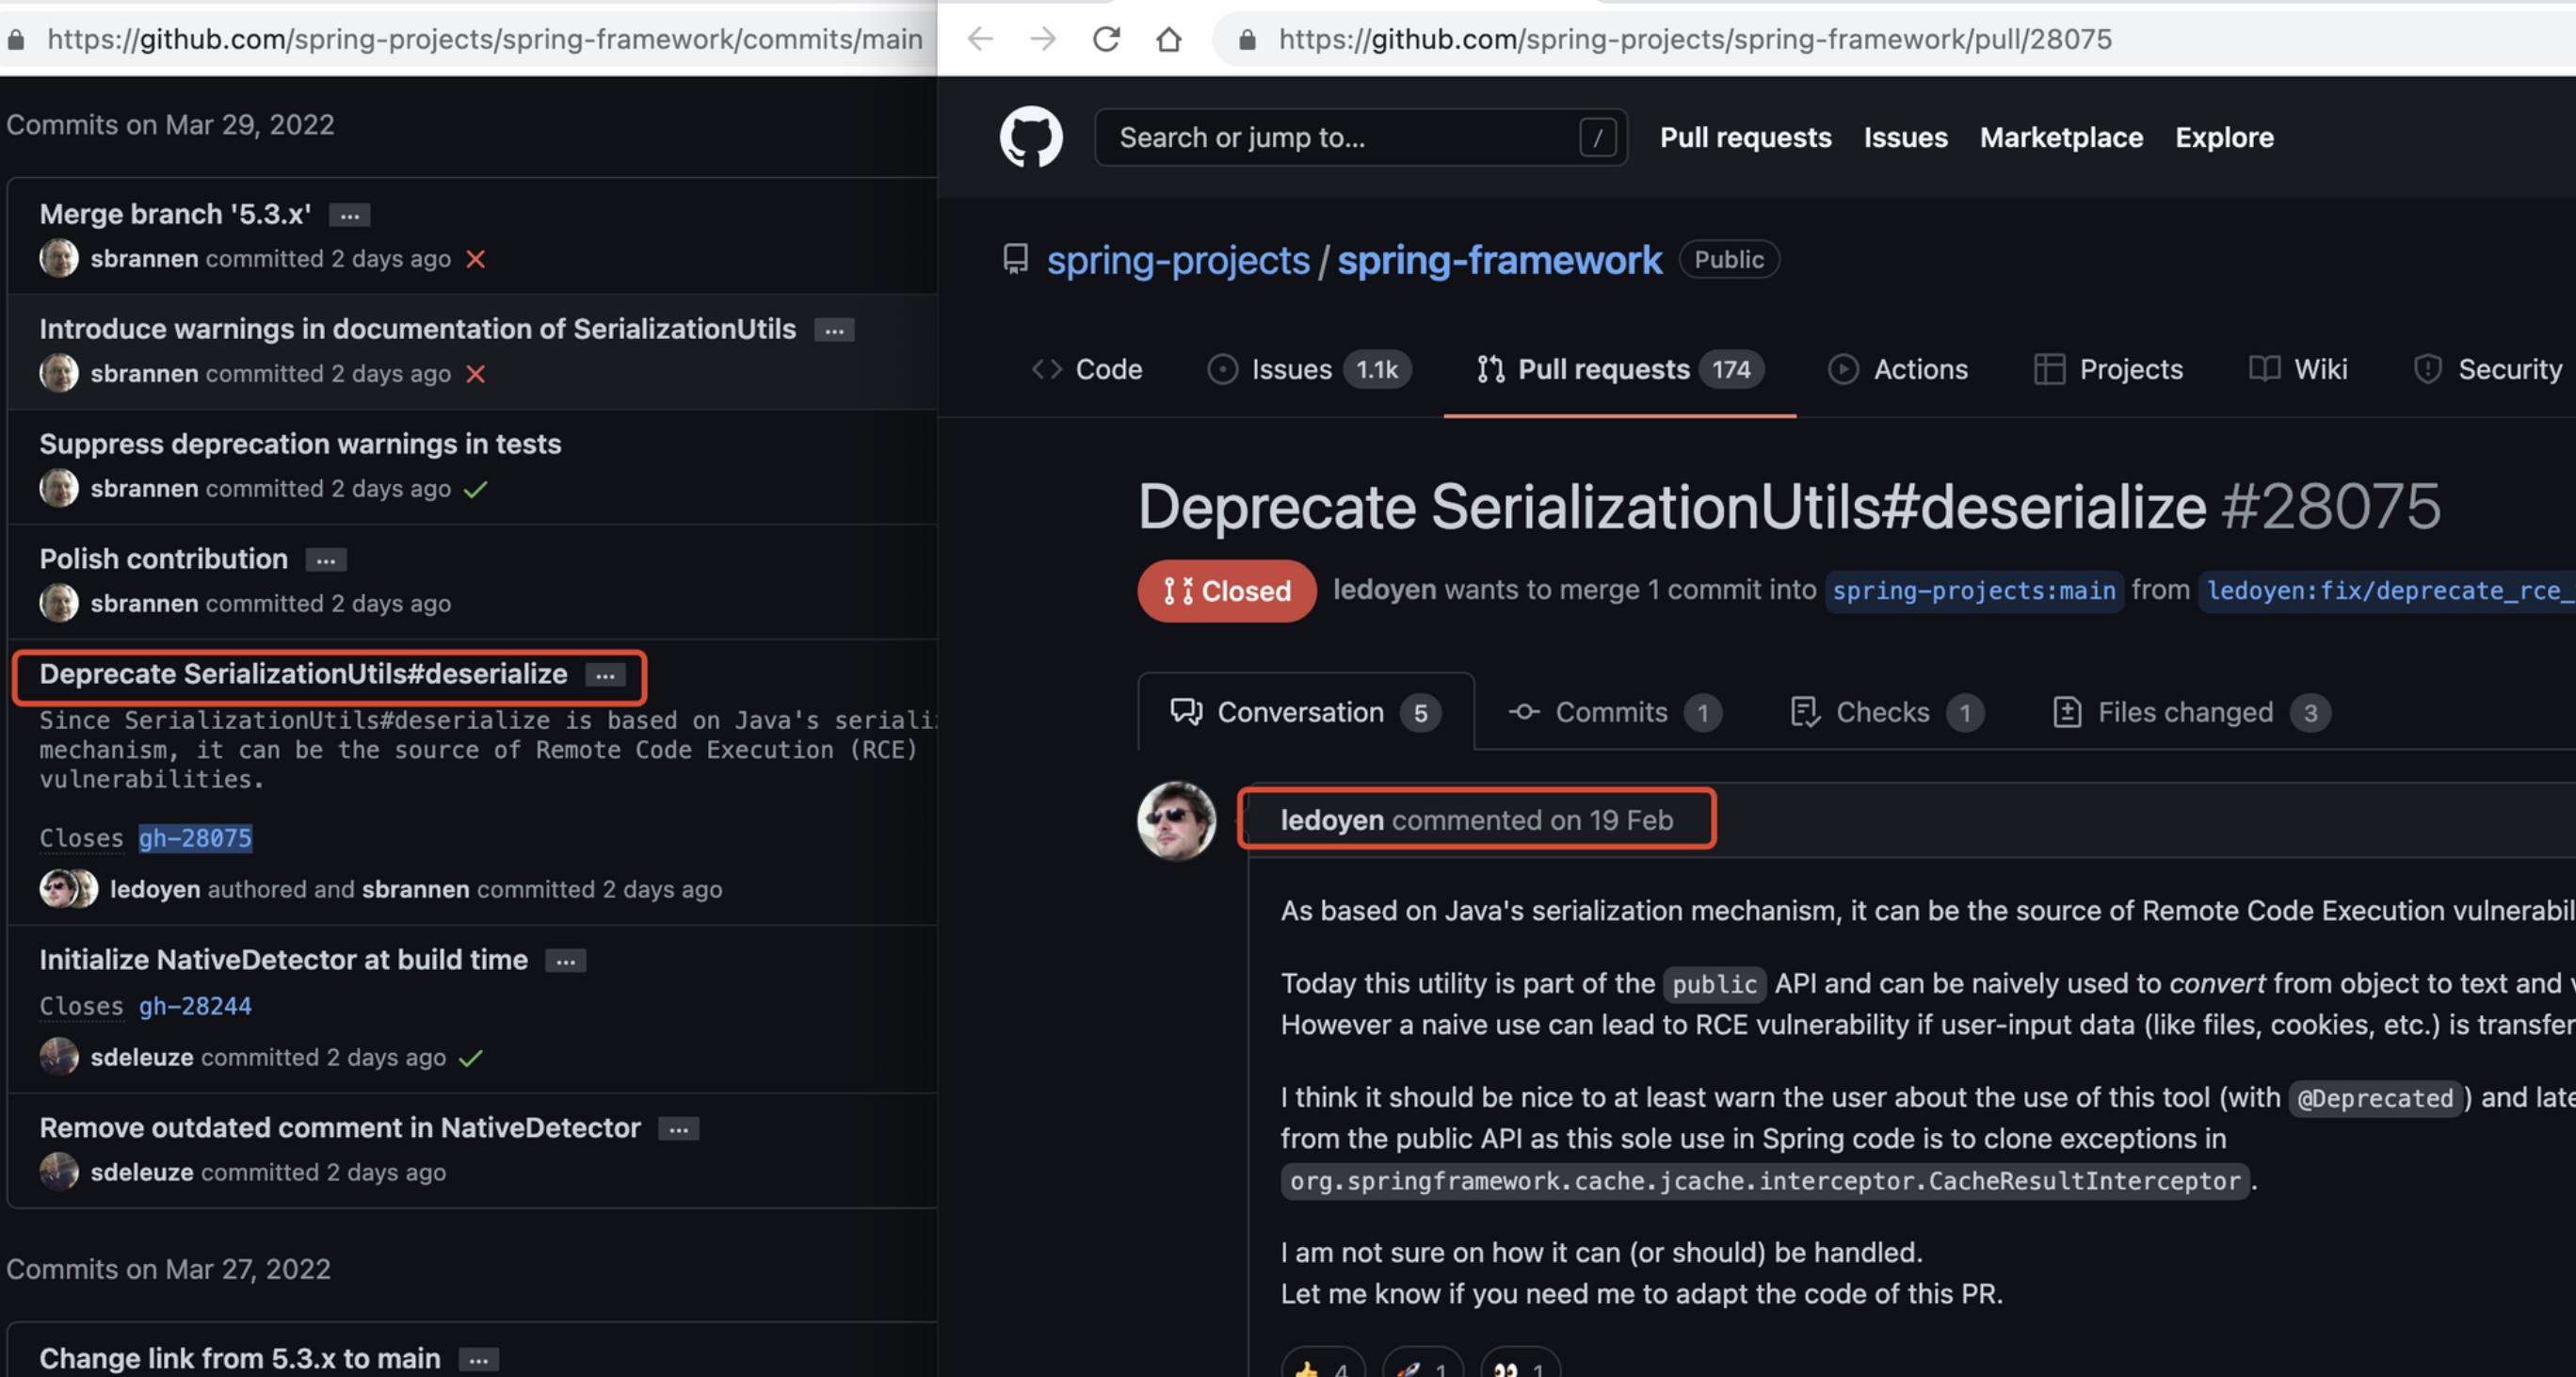 https://github.com/spring-projects/spring-framework/commits/main
Commits on Mar 29, 2022
Merge branch '5.3.x' ...
sbrannen committed 2 days ago
Introduce warnings in documentation of SerializationUtils ...
sbrannen committed 2 days ago
Suppress deprecation warnings in tests
sbrannen committed 2 days ago
Polish contribution ...
sbrannen committed 2 days ago
Deprecate SerializationUtils#deserialize ...
Since SerializationUtils#deserialize is based on Java's seriali
mechanism, it can be the source of Remote Code Execution (RCE)
vulnerabilities.
Closes gh-28075
ledoyen authored and sbrannen committed 2 days ago
Initialize NativeDetector at build time ...
Closes gh-28244
sdeleuze committed 2 days ago
Remove outdated comment in NativeDetector ...
sdeleuze committed 2 days ago
Commits on Mar 27, 2022
Change link from 5.3.x to main ...
https://github.com/spring-projects/spring-framework/pull/28075
Search or jump to... / Pull requests Issues Marketplace Explore
spring-projects / spring-framework Public
Code Issues 1.1k Pull requests 174 Actions Projects Wiki Security
Deprecate SerializationUtils#deserialize #28075
Closed ledoyen wants to merge 1 commit into spring-projects:main from ledoyen:fix/deprecate_rce_
Conversation 5 Commits 1 Checks 1 Files changed 3
ledoyen commented on 19 Feb
As based on Java's serialization mechanism, it can be the source of Remote Code Execution vulnerabil
Today this utility is part of the public API and can be naively used to convert from object to text and v
However a naive use can lead to RCE vulnerability if user-input data (like files, cookies, etc.) is transfer
I think it should be nice to at least warn the user about the use of this tool (with @Deprecated) and late
from the public API as this sole use in Spring code is to clone exceptions in
org.springframework.cache.jcache.interceptor.CacheResultInterceptor.
I am not sure on how it can (or should) be handled.
Let me know if you need me to adapt the code of this PR.
4 1 1